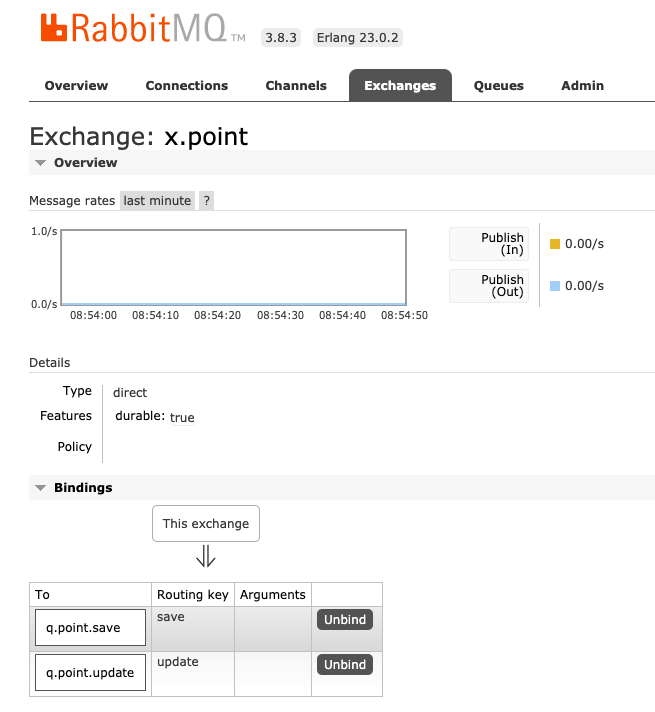 RabbitMQ TM 3.8.3 Erlang 23.0.2
Overview Connections Channels Exchanges Queues Admin
Exchange: x.point
Overview
Message rates last minute ?
1.0/s
0.0/s
08:54:00 08:54:10 08:54:20 08:54:30 08:54:40 08:54:50
Publish
(In)
0.00/s
Publish
(Out)
0.00/s
Details
Type direct
Features durable: true
Policy
Bindings
This exchange
To Routing key Arguments
q.point.save save Unbind
q.point.update update Unbind